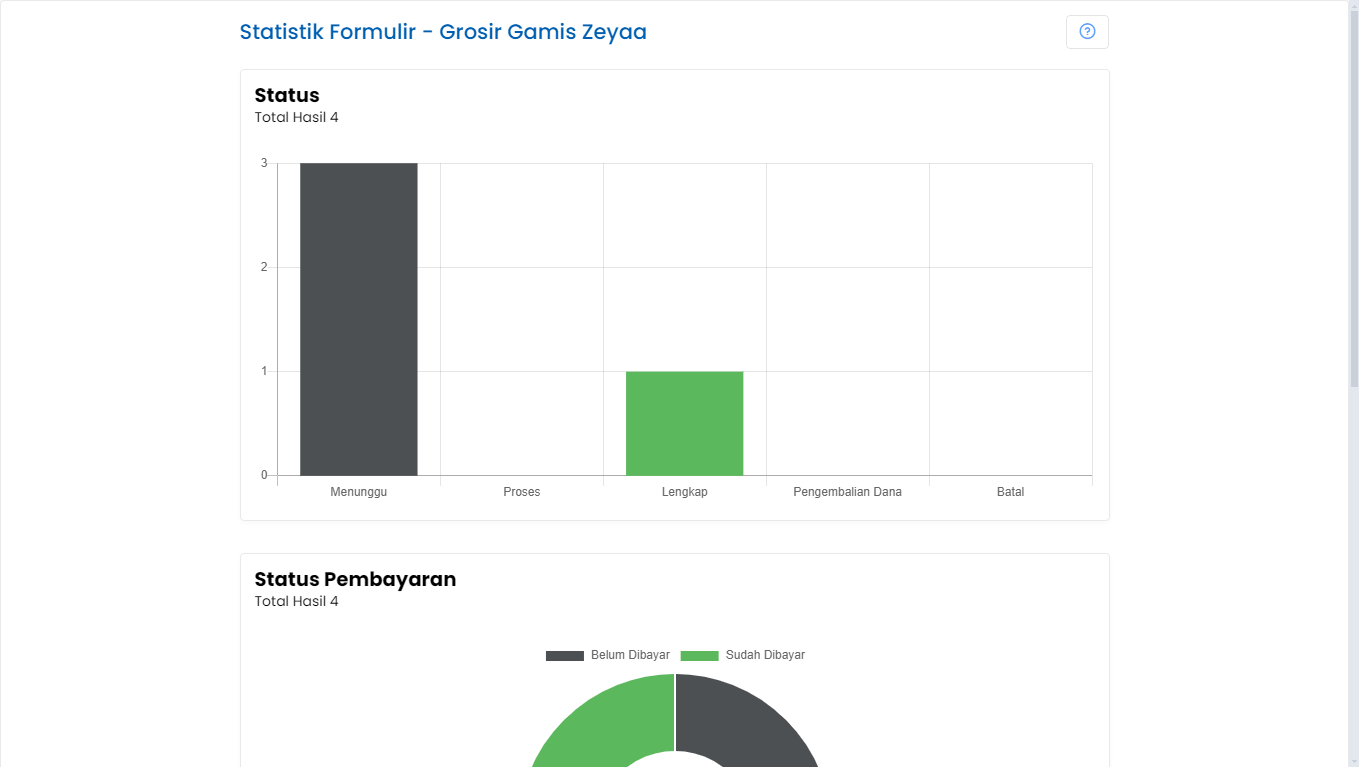 Statistik Formulir - Grosir Gamis Zeyaa
Status
Total Hasil 4
3
2
1
0
Menunggu Proses Lengkap Pengembalian Dana Batal
Status Pembayaran
Total Hasil 4
Belum Dibayar Sudah Dibayar